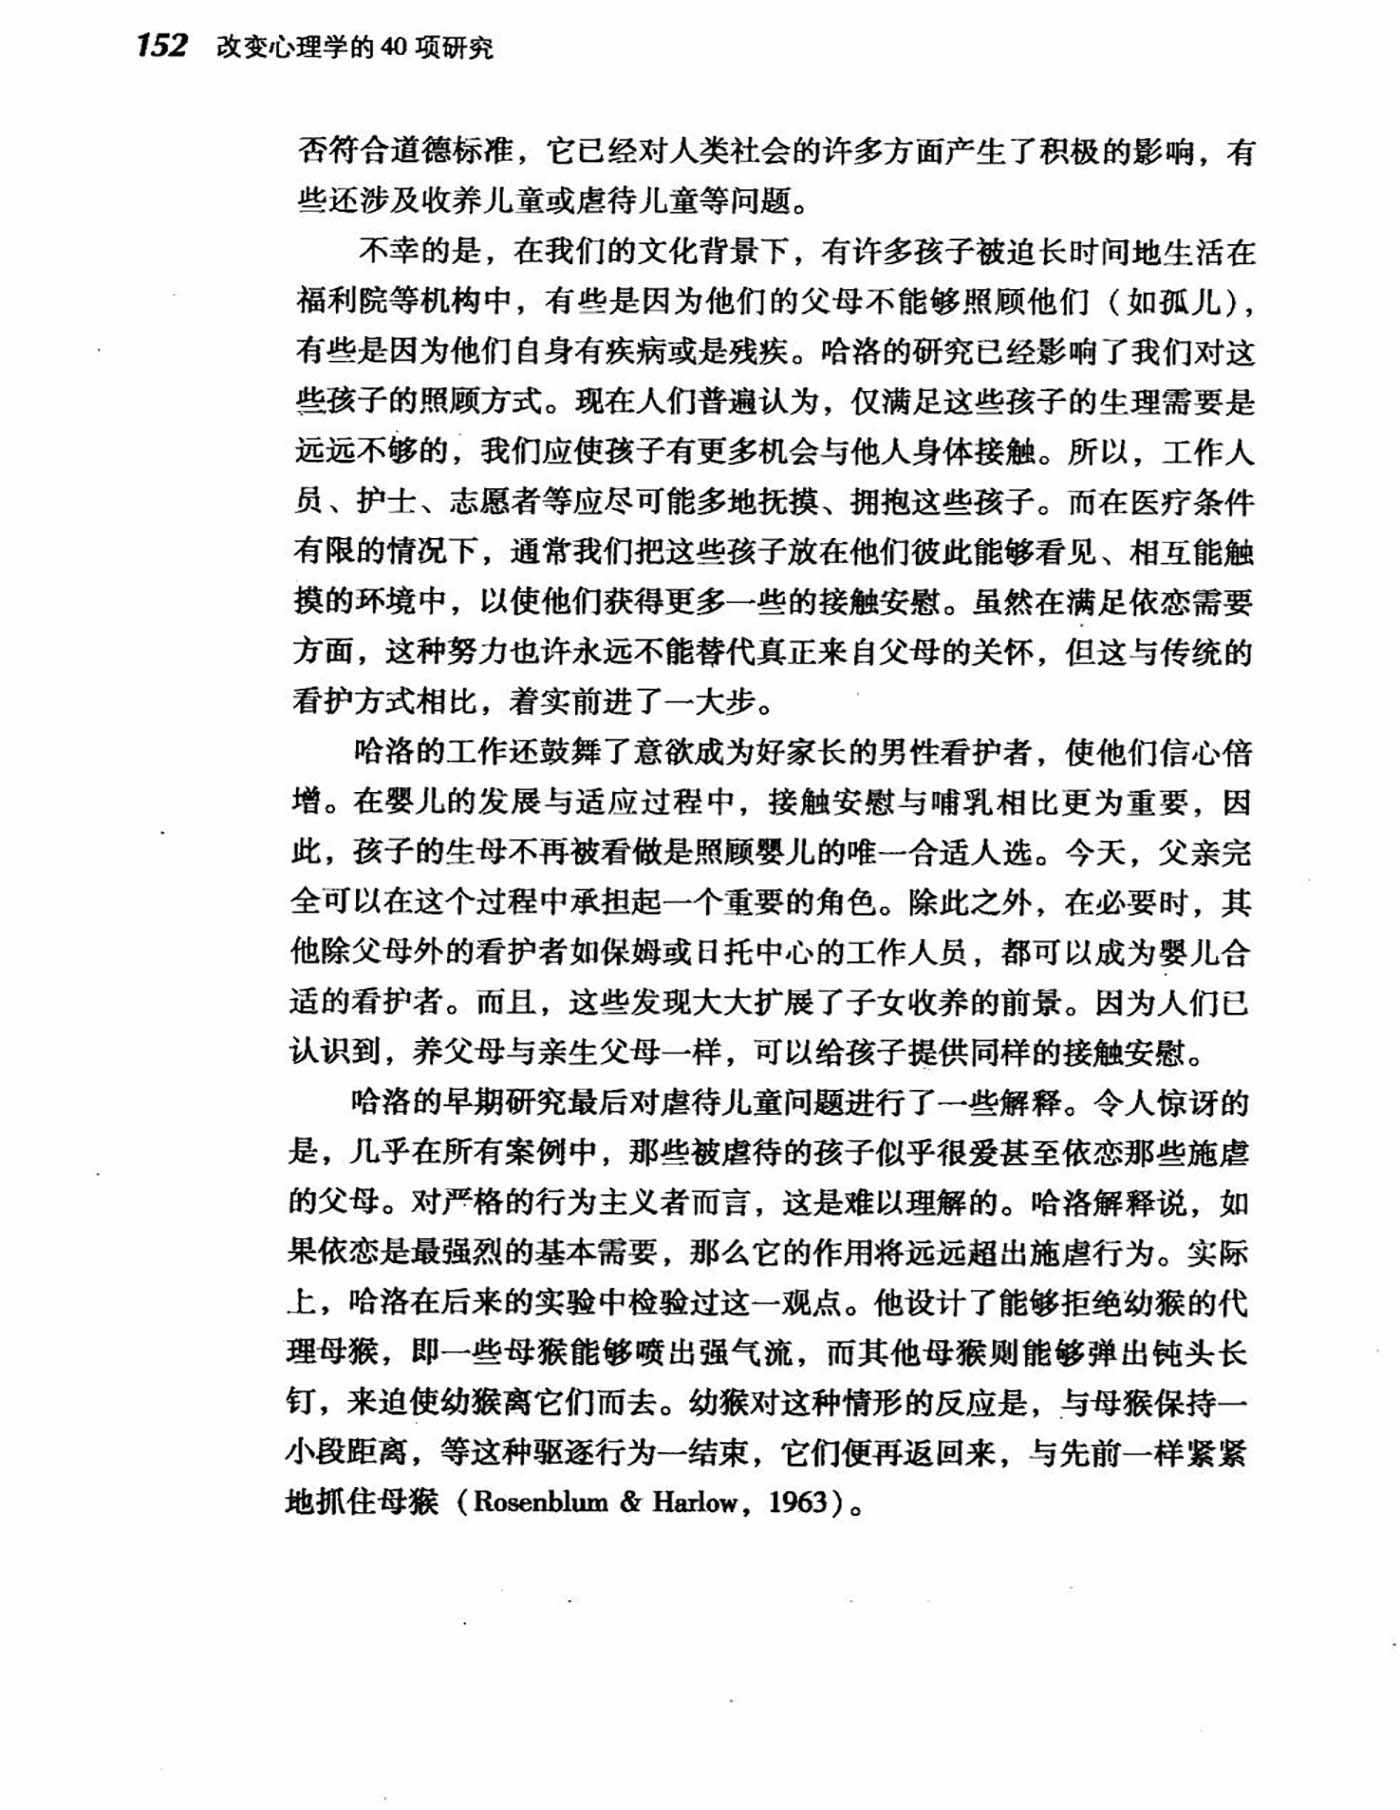 152 改变心理学的 40 项研究
否符合道德标准，它已经对人类社会的许多方面产生了积极的影响，有
些还涉及收养儿童或虐待儿童等问题。
不幸的是，在我们的文化背景下，有许多孩子被迫长时间地生活在
福利院等机构中，有些是因为他们的父母不能够照顾他们（如孤儿），
有些是因为他们自身有疾病或是残疾。哈洛的研究已经影响了我们对这
些孩子的照顾方式。现在人们普遍认为，仅满足这些孩子的生理需要是
远远不够的，我们应使孩子有更多机会与他人身体接触。所以，工作人
员、护士、志愿者等应尽可能多地抚摸、拥抱这些孩子。而在医疗条件
有限的情况下，通常我们把这些孩子放在他们彼此能够看见、相互能触
摸的环境中，以使他们获得更多一些的接触安慰。虽然在满足依恋需要
方面，这种努力也许永远不能替代真正来自父母的关怀，但这与传统的
看护方式相比，着实前进了一大步。
哈洛的工作还鼓舞了意欲成为好家长的男性看护者，使他们信心倍
增。在婴儿的发展与适应过程中，接触安慰与哺乳相比更为重要，因
此，孩子的生母不再被看做是照顾婴儿的唯一合适人选。今天，父亲完
全可以在这个过程中承担起一个重要的角色。除此之外，在必要时，其
他除父母外的看护者如保姆或日托中心的工作人员，都可以成为婴儿合
适的看护者。而且，这些发现大大扩展了子女收养的前景。因为人们已
认识到，养父母与亲生父母一样，可以给孩子提供同样的接触安慰。
哈洛的早期研究最后对虐待儿童问题进行了一些解释。令人惊讶的
是，几乎在所有案例中，那些被虐待的孩子似乎很爱甚至依恋那些施虐
的父母。对严格的行为主义者而言，这是难以理解的。哈洛解释说，如
果依恋是最强烈的基本需要，那么它的作用将远远超出施虐行为。实际
上，哈洛在后来的实验中检验过这一观点。他设计了能够拒绝幼猴的代
理母猴，即一些母猴能够喷出强气流，而其他母猴则能够弹出钝头长
钉，来迫使幼猴离它们而去。幼猴对这种情形的反应是，与母猴保持一
小段距离，等这种驱逐行为一结束，它们便再返回来，与先前一样紧紧
地抓住母猴（Rosenblum & Harlow，1963）。